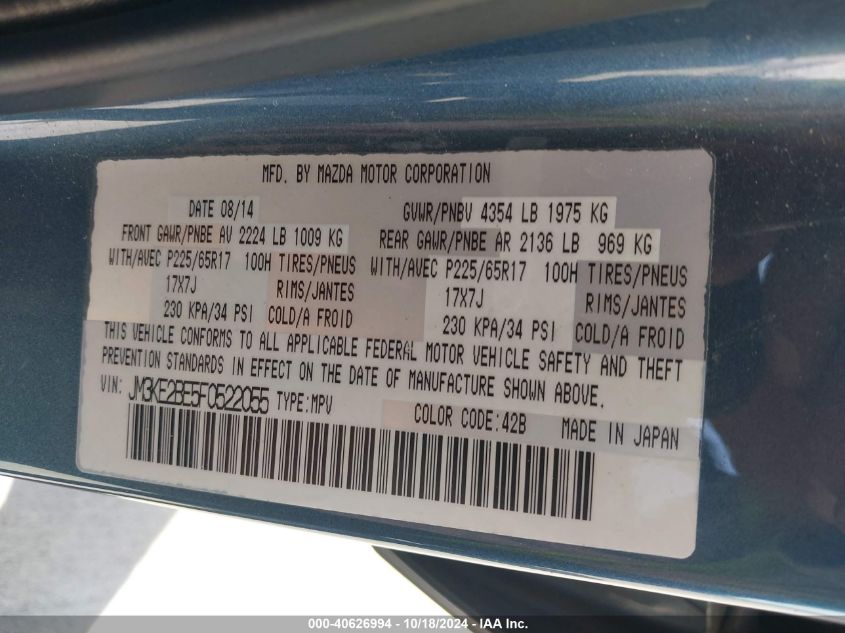 MFD. BY MAZDA MOTOR CORPORATION
DATE 08/14 GVWR/PNBV 4354 LB 1975 KG
FRONT GAWR/PNBE AV 2224 LB 1009 KG REAR GAWR/PNBE AR 2136 LB 969 KG
WITH/AVEC P225/65R17 100H TIRES/PNEUS WITH/AVEC P225/65R17 100H TIRES/PNEUS
17X7J RIMS/JANTES 17X7J RIMS/JANTES
230 KPA/34 PSI COLD/A FROID 230 KPA/34 PSI COLD/A FROID
THIS VEHICLE CONFORMS TO ALL APPLICABLE FEDERAL MOTOR VEHICLE SAFETY AND THEFT
PREVENTION STANDARDS IN EFFECT ON THE DATE OF MANUFACTURE SHOWN ABOVE.
VIN: JM3KE2BE5F0522055 TYPE:MPV COLOR CODE:42B MADE IN JAPAN
000-40626994 - 10/18/2024 - IAA Inc.